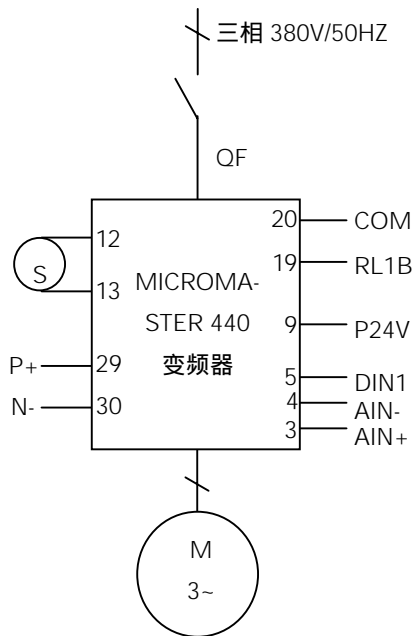 三相 380V/50HZ
QF
12
20
COM
S
13
MICROMA-
19
RL1B
STER 440
9
P24V
P+
29
变频器
5
DIN1
N-
30
4
AIN-
3
AIN+
M
3~